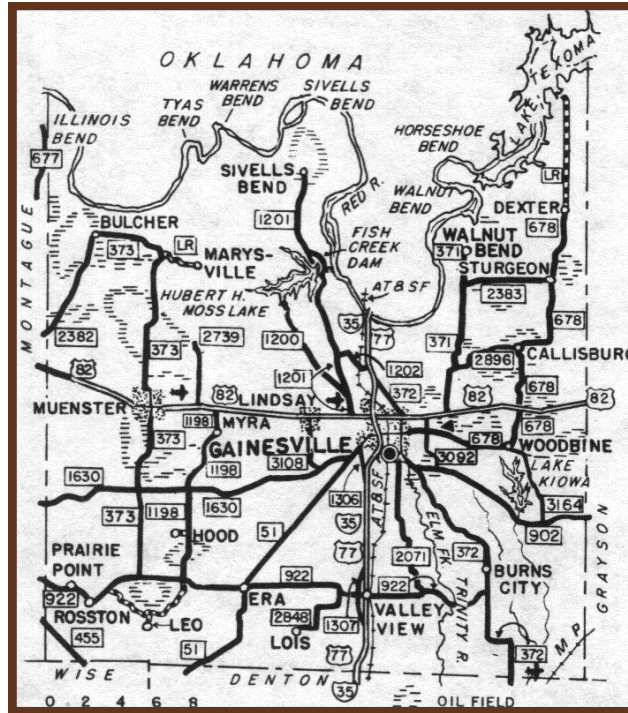 OKLAHOMA
LAKE TEXOMA
ILLINOIS
BEND
TYAS
BEND
WARRENS
BEND
SIVELLS
BEND
HORSESHOE
BEND
677
SIVELLS
BEND
WALNUT
BEND
LR
DEXTER
MONTAGUE
BULCHER
1201
RED R.
FISH
CREEK
DAM
WALNUT
BEND
678
373
LR
MARYS-
VILLE
371
STURGEON
HUBERT H.
MOSS LAKE
AT&SF
2383
2382
2739
35
77
678
373
1200
371
2896
CALLISBURG
82
1201
1202
372
678
82
LINDSAY
82
82
MUENSTER
1198
MYRA
678
373
GAINESVILLE
678
WOODBINE
1198
3108
3092
LAKE
KIOWA
1630
1306
AT&SF
3164
373
1198
1630
35
902
HOOD
51
ELM FK.
TRINITY R.
GRAYSON
77
2071
372
PRAIRIE
POINT
922
BURNS
CITY
922
ERA
922
ROSSTON
LEO
2848
1307
VALLEY
VIEW
455
51
LOIS
77
372
M P
WISE
DENTON
35
0 2 4 6 8
OIL FIELD